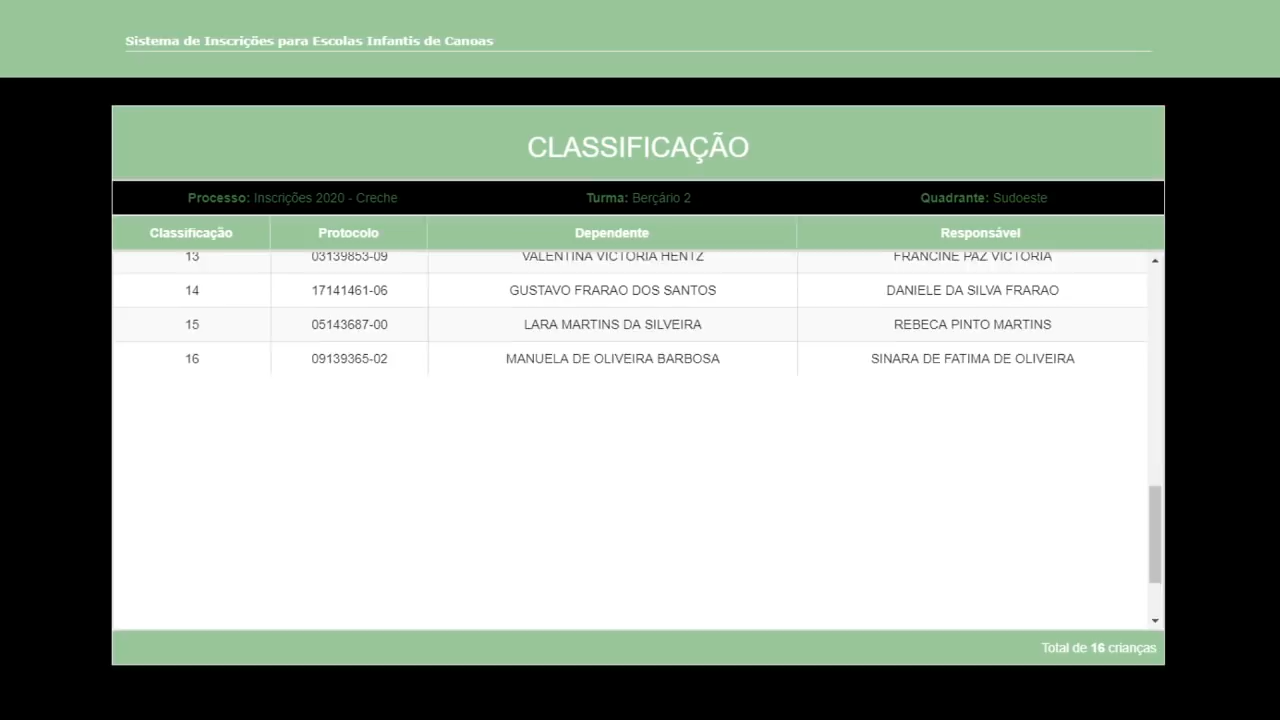 Sistema de Inscrições para Escolas Infantis de Canoas
CLASSIFICAÇÃO
Processo: Inscrições 2020 - Creche Turma: Berçário 2 Quadrante: Sudoeste
Classificação Protocolo Dependente Responsável
13 03139853-09 VALENTINA VICTORIA HENTZ FRANCINE PAZ VICTORIA
14 17141461-06 GUSTAVO FRARAO DOS SANTOS DANIELE DA SILVA FRARAO
15 05143687-00 LARA MARTINS DA SILVEIRA REBECA PINTO MARTINS
16 09139365-02 MANUELA DE OLIVEIRA BARBOSA SINARA DE FATIMA DE OLIVEIRA
Total de 16 crianças